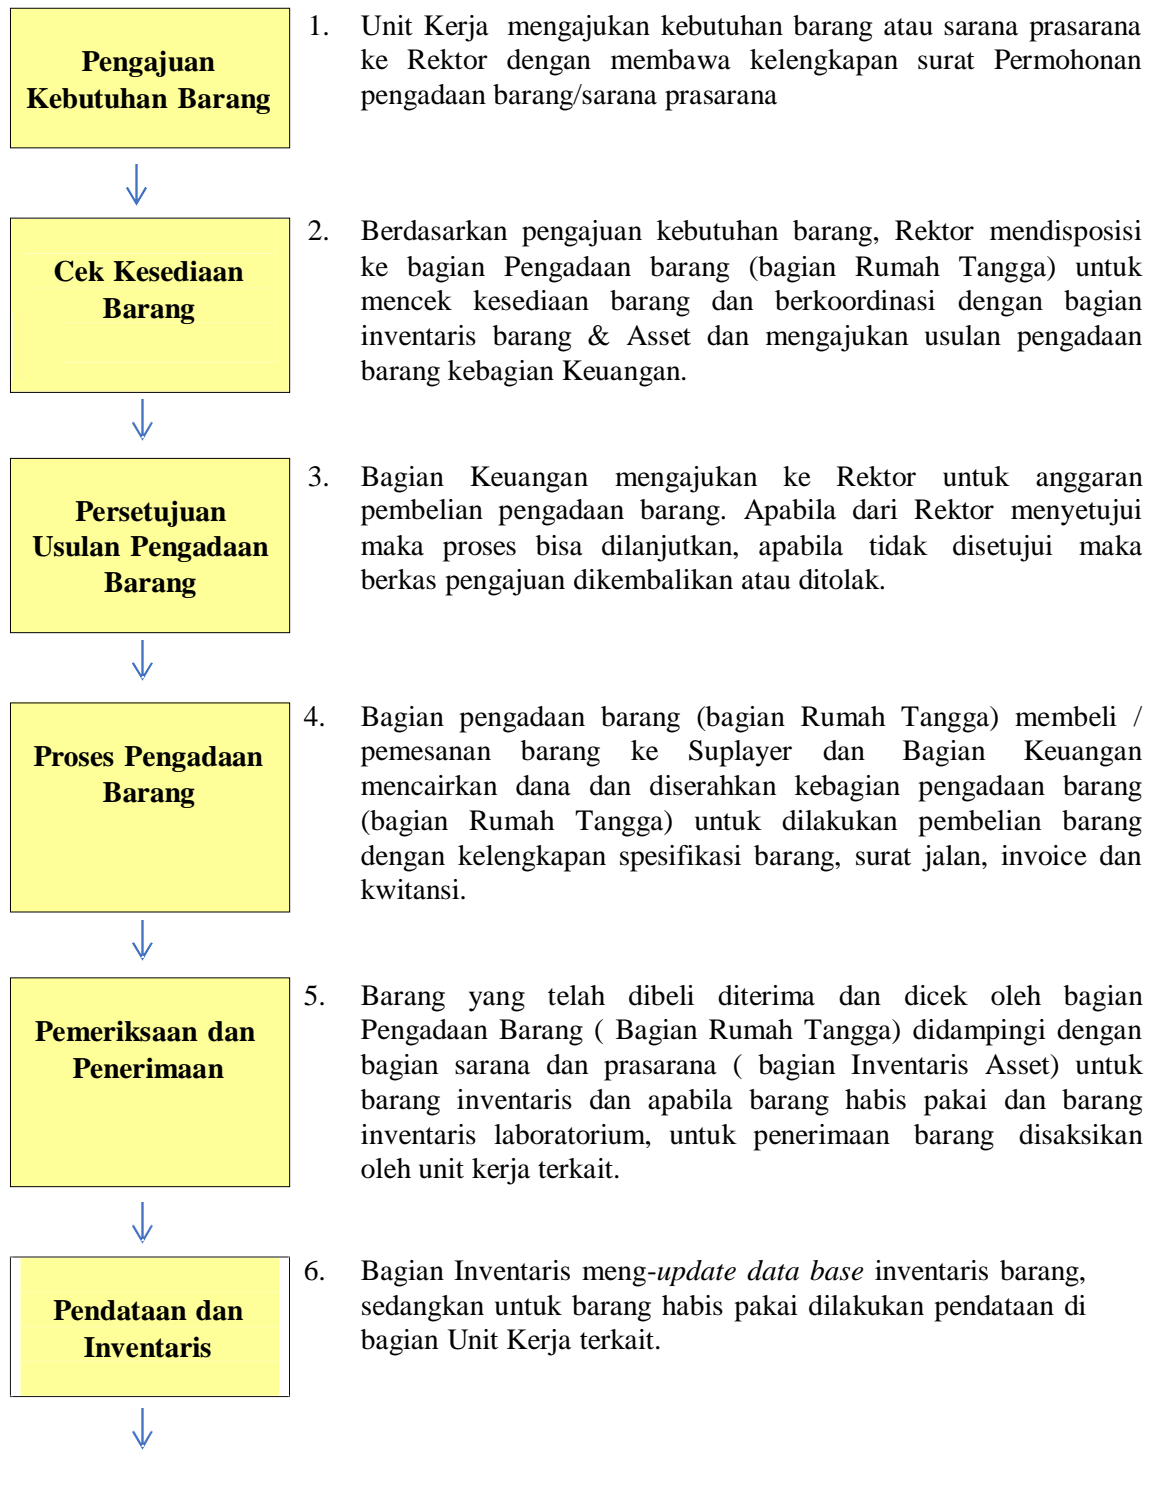 Pengajuan
Kebutuhan Barang
1. Unit Kerja mengajukan kebutuhan barang atau sarana prasarana
ke Rektor dengan membawa kelengkapan surat Permohonan
pengadaan barang/sarana prasarana
Cek Kesediaan
Barang
2. Berdasarkan pengajuan kebutuhan barang, Rektor mendisposisi
ke bagian Pengadaan barang (bagian Rumah Tangga) untuk
mencek kesediaan barang dan berkoordinasi dengan bagian
inventaris barang & Asset dan mengajukan usulan pengadaan
barang kebagian Keuangan.
Persetujuan
Usulan Pengadaan
Barang
3. Bagian Keuangan mengajukan ke Rektor untuk anggaran
pembelian pengadaan barang. Apabila dari Rektor menyetujui
maka proses bisa dilanjutkan, apabila tidak disetujui maka
berkas pengajuan dikembalikan atau ditolak.
Proses Pengadaan
Barang
4. Bagian pengadaan barang (bagian Rumah Tangga) membeli /
pemesanan barang ke Suplayer dan Bagian Keuangan
mencairkan dana dan diserahkan kebagian pengadaan barang
(bagian Rumah Tangga) untuk dilakukan pembelian barang
dengan kelengkapan spesifikasi barang, surat jalan, invoice dan
kwitansi.
Pemeriksaan dan
Penerimaan
5. Barang yang telah dibeli diterima dan dicek oleh bagian
Pengadaan Barang ( Bagian Rumah Tangga) didampingi dengan
bagian sarana dan prasarana ( bagian Inventaris Asset) untuk
barang inventaris dan apabila barang habis pakai dan barang
inventaris laboratorium, untuk penerimaan barang disaksikan
oleh unit kerja terkait.
Pendataan dan
Inventaris
6. Bagian Inventaris meng-update data base inventaris barang,
sedangkan untuk barang habis pakai dilakukan pendataan di
bagian Unit Kerja terkait.